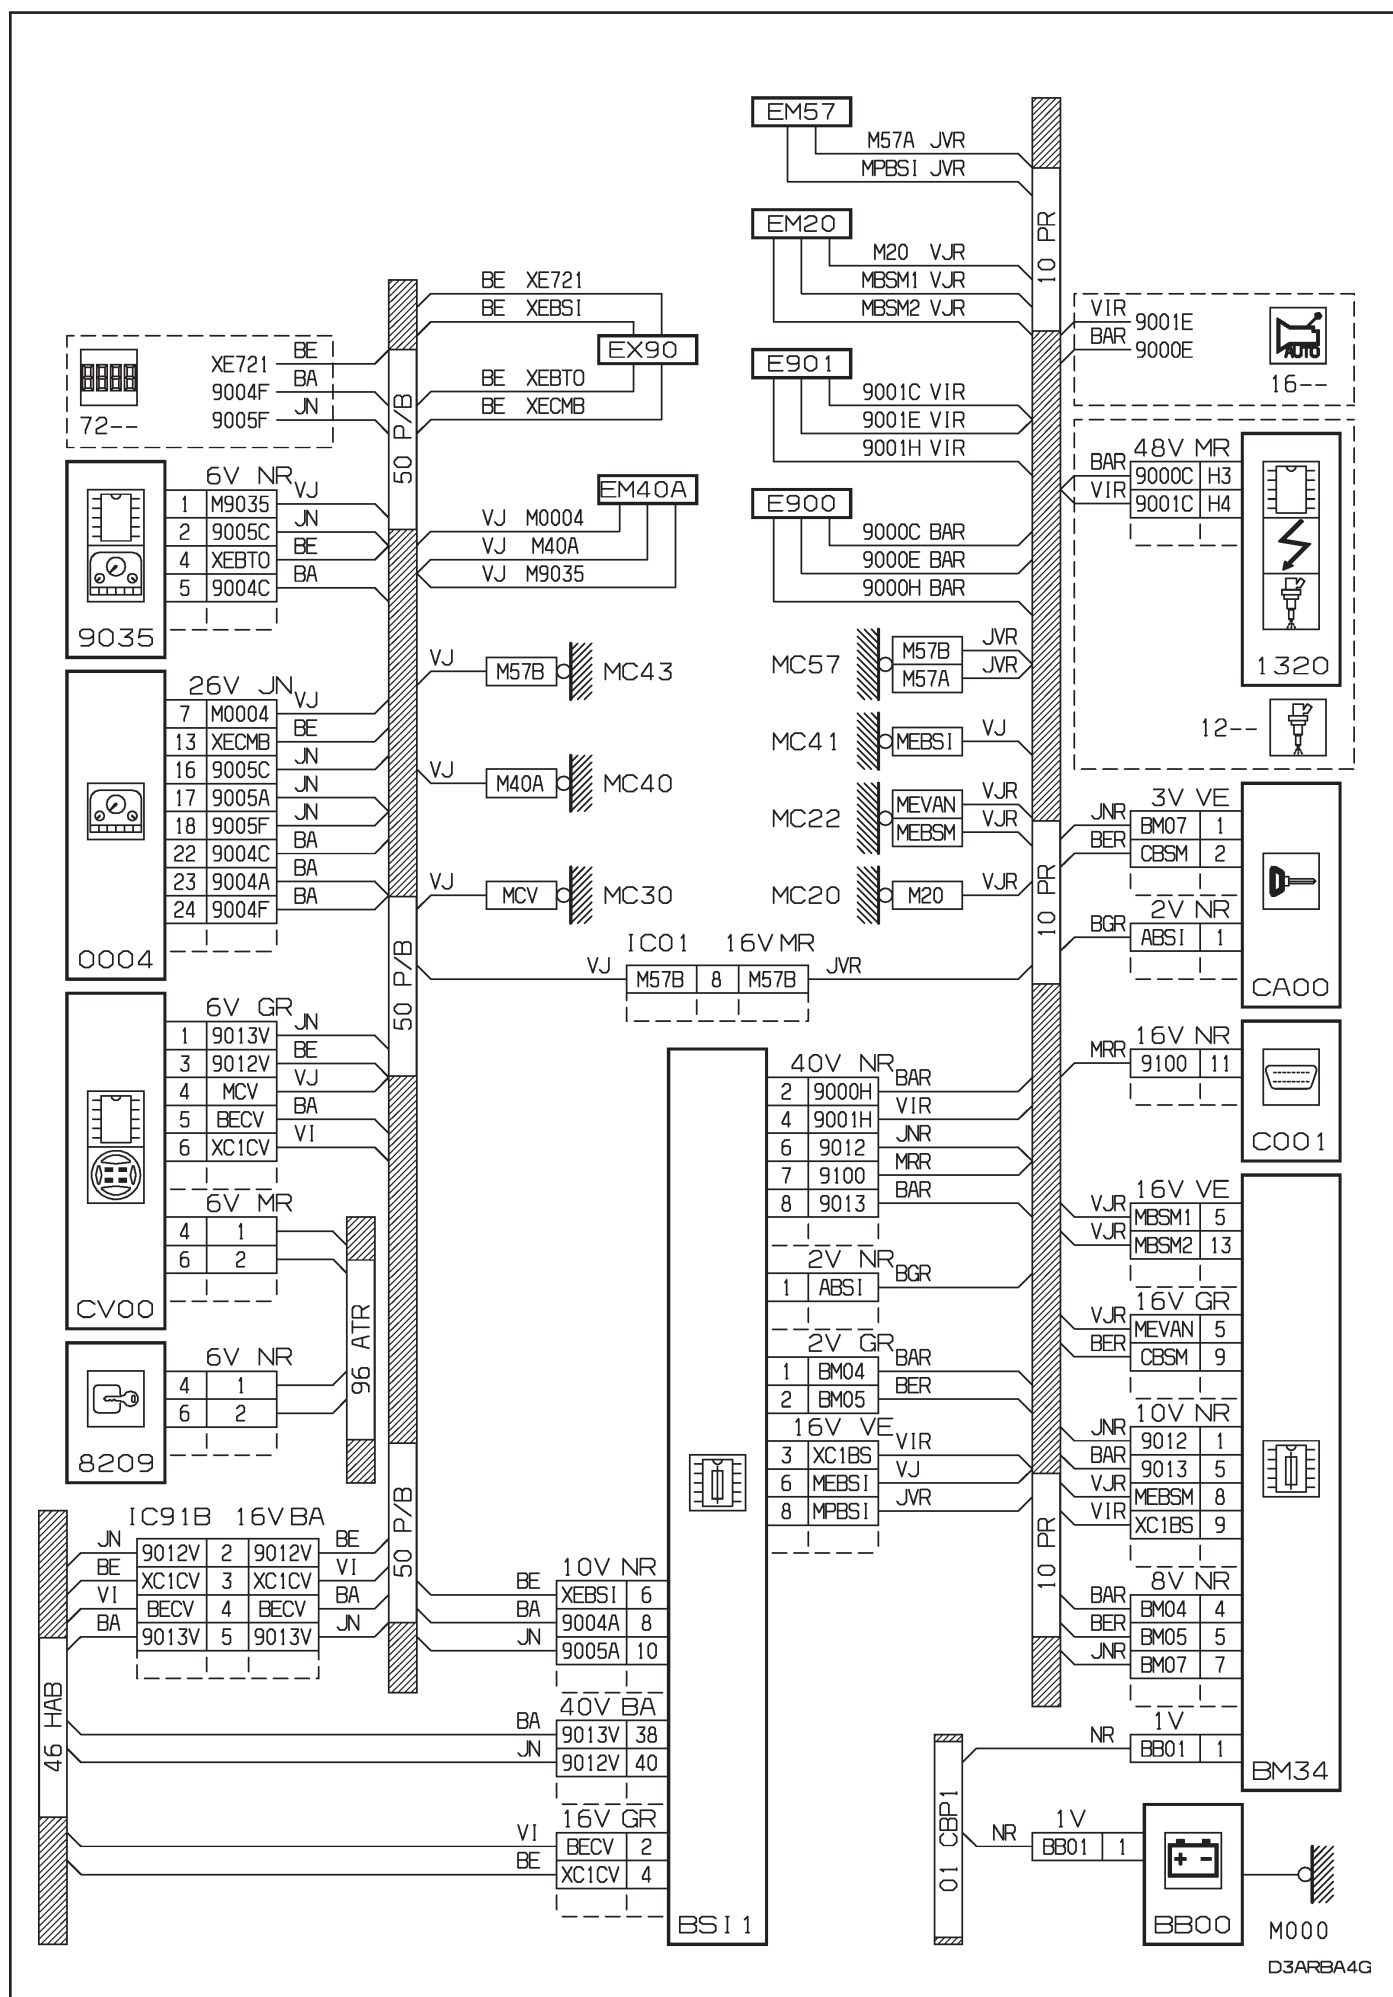 EM57
M57A JVR
MPBSI JVR
EM20
M20 VJR
MBSM1 VJR
MBSM2 VJR
10 PR
BE XE721
BE XEBSI
EX90
BE XEBTO
BE XECMB
XE721 BE
9004F BA
9005F JN
72--
50 P/B
E901
9001C VIR
9001E VIR
9001H VIR
VIR 9001E
BAR 9000E
AUTO
16--
9035
6V NR
1 M9035 VJ
2 9005C JN
4 XEBTO BE
5 9004C BA
EM40A
VJ M0004
VJ M40A
VJ M9035
E900
9000C BAR
9000E BAR
9000H BAR
48V MR
BAR 9000C H3
VIR 9001C H4
1320
12--
VJ M57B MC43
VJ M40A MC40
VJ MCV MC30
MC57 M57B JVR
M57A JVR
MC41 MEBSI VJ
MC22 MEVAN VJR
MEBSM VJR
MC20 M20 VJR
10 PR
0004
26V JN
7 M0004 VJ
13 XECMB BE
16 9005C JN
17 9005A JN
18 9005F JN
22 9004C BA
23 9004A BA
24 9004F BA
50 P/B
IC01 16V MR
VJ M57B 8 M57B JVR
3V VE
JNR BM07 1
BER CBSM 2
2V NR
BGR ABSI 1
CA00
CV00
6V GR
1 9013V JN
3 9012V BE
4 MCV VJ
5 BECV BA
6 XC1CV VI
6V MR
4 1
6 2
96 ATR
8209
6V NR
4 1
6 2
16V NR
MRR 9100 11
C001
40V NR
2 9000H BAR
4 9001H VIR
6 9012 JNR
7 9100 MRR
8 9013 BAR
2V NR
1 ABSI BGR
2V GR
1 BM04 BAR
2 BM05 BER
16V VE
3 XC1BS VIR
6 MEBSI VJ
8 MPBSI JVR
16V VE
VJR MBSM1 5
VJR MBSM2 13
16V GR
VJR MEVAN 5
BER CBSM 9
10V NR
JNR 9012 1
BAR 9013 5
VJR MEBSM 8
VIR XC1BS 9
8V NR
BAR BM04 4
BER BM05 5
JNR BM07 7
1V
NR BB01 1
BM34
10 PR
50 P/B
IC91B 16V BA
JN 9012V 2 9012V BE
BE XC1CV 3 XC1CV VI
VI BECV 4 BECV BA
BA 9013V 5 9013V JN
46 HAB
10V NR
BE XEBSI 6
BA 9004A 8
JN 9005A 10
40V BA
BA 9013V 38
JN 9012V 40
16V GR
VI BECV 2
BE XC1CV 4
BSI1
01 CBP1
1V
NR BB01 1
+ -
BB00
M000
D3ARBA4G